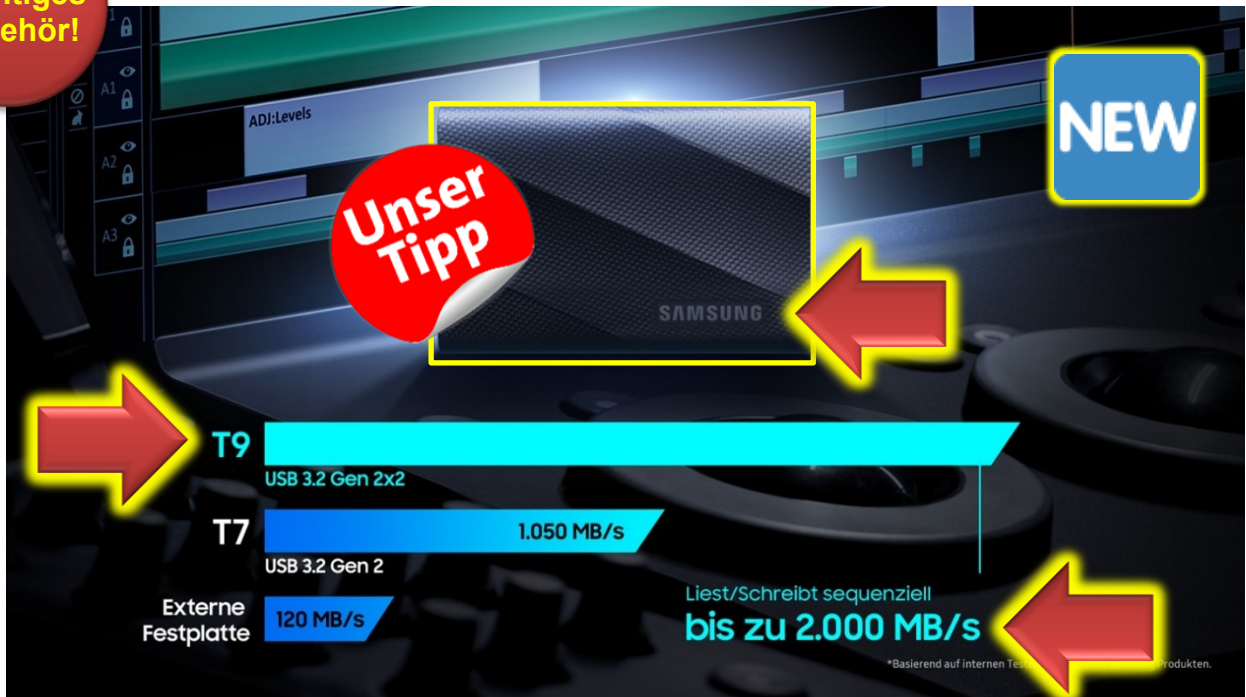 ehör!
A1
ADJ:Levels
A2
A3
NEW
Unser
Tipp
SAMSUNG
T9
USB 3.2 Gen 2x2
T7
1.050 MB/s
USB 3.2 Gen 2
Externe
Festplatte
120 MB/s
Liest/Schreibt sequenziell
bis zu 2.000 MB/s
*Basierend auf internen